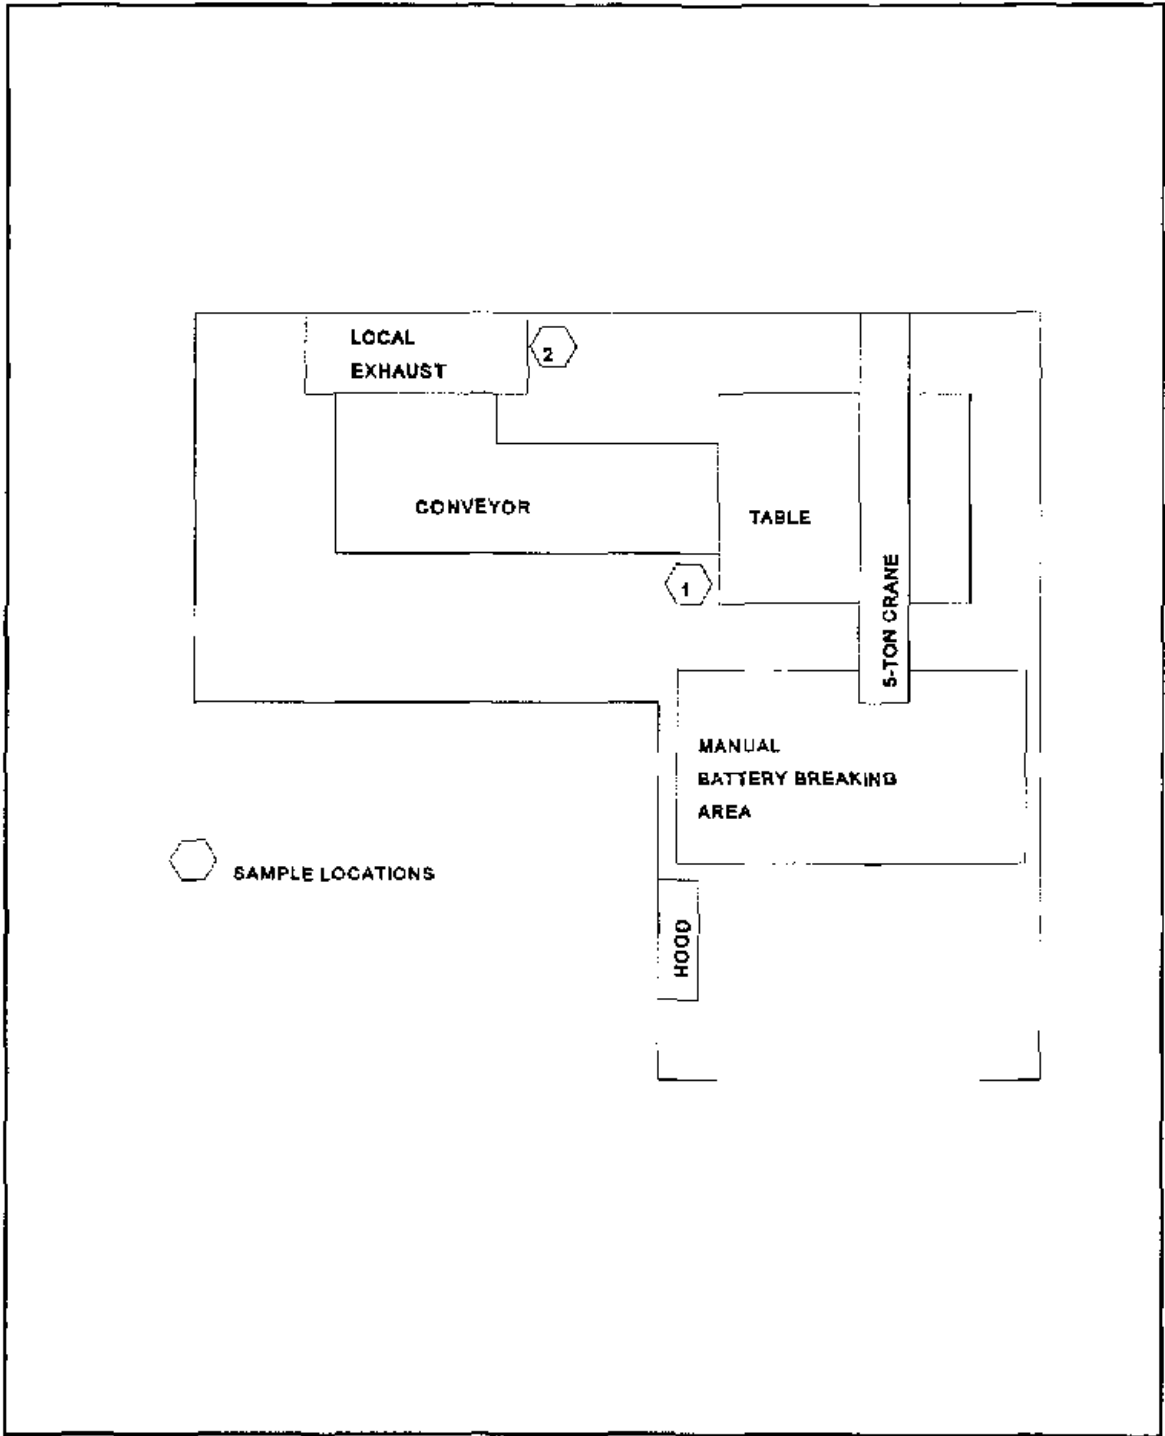 LOCAL
EXHAUST
2
CONVEYOR
TABLE
1
5-TON CRANE
MANUAL
BATTERY BREAKING
AREA
SAMPLE LOCATIONS
HOOD